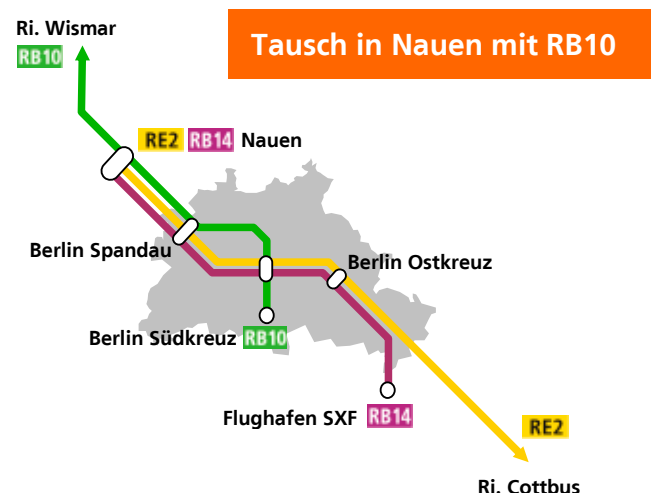 Ri. Wismar
RB10
Tausch in Nauen mit RB10
RE2 RB14 Nauen
Berlin Spandau
Berlin Ostkreuz
Berlin Südkreuz RB10
Flughafen SXF RB14
RE2
Ri. Cottbus